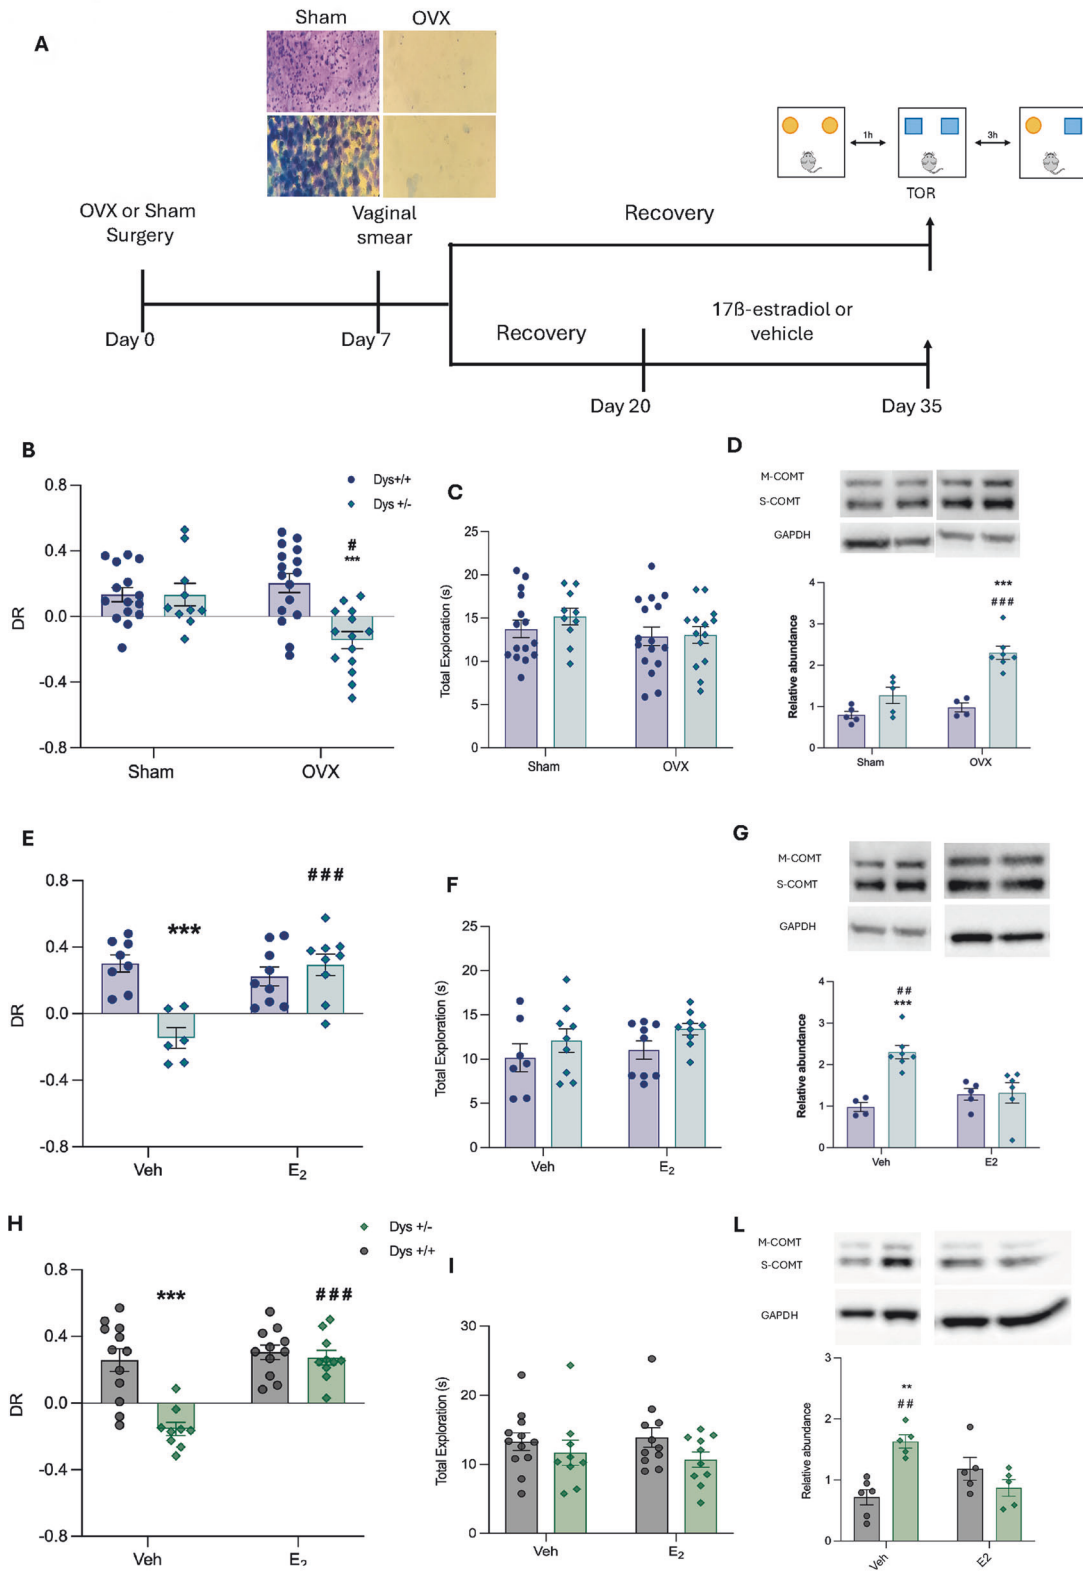 A
Sham
OVX
1h
3h
TOR
OVX or Sham
Surgery
Vaginal
smear
Recovery
Day 0
Day 7
Recovery
17ß-estradiol or
vehicle
Day 20
Day 35
B
Dys+/+
Dys +/-
DR
0.8
0.4
0.0
-0.4
-0.8
#
***
Sham
OVX
C
Total Exploration (s)
25
20
15
10
5
0
Sham
OVX
D
M-COMT
S-COMT
GAPDH
Relative abundance
4
3
2
1
0
***
###
Sham
OVX
E
DR
0.8
0.4
0.0
-0.4
-0.8
***
###
Veh
E2
F
Total Exploration (s)
25
20
15
10
5
0
Veh
E2
G
M-COMT
S-COMT
GAPDH
Relative abundance
4
3
2
1
0
##
***
Veh
E2
H
Dys +/-
Dys +/+
DR
0.8
0.4
0.0
-0.4
-0.8
***
###
Veh
E2
I
Total Exploration (s)
30
20
10
0
Veh
E2
L
M-COMT
S-COMT
GAPDH
Relative abundance
3
2
1
0
**
##
Veh
E2